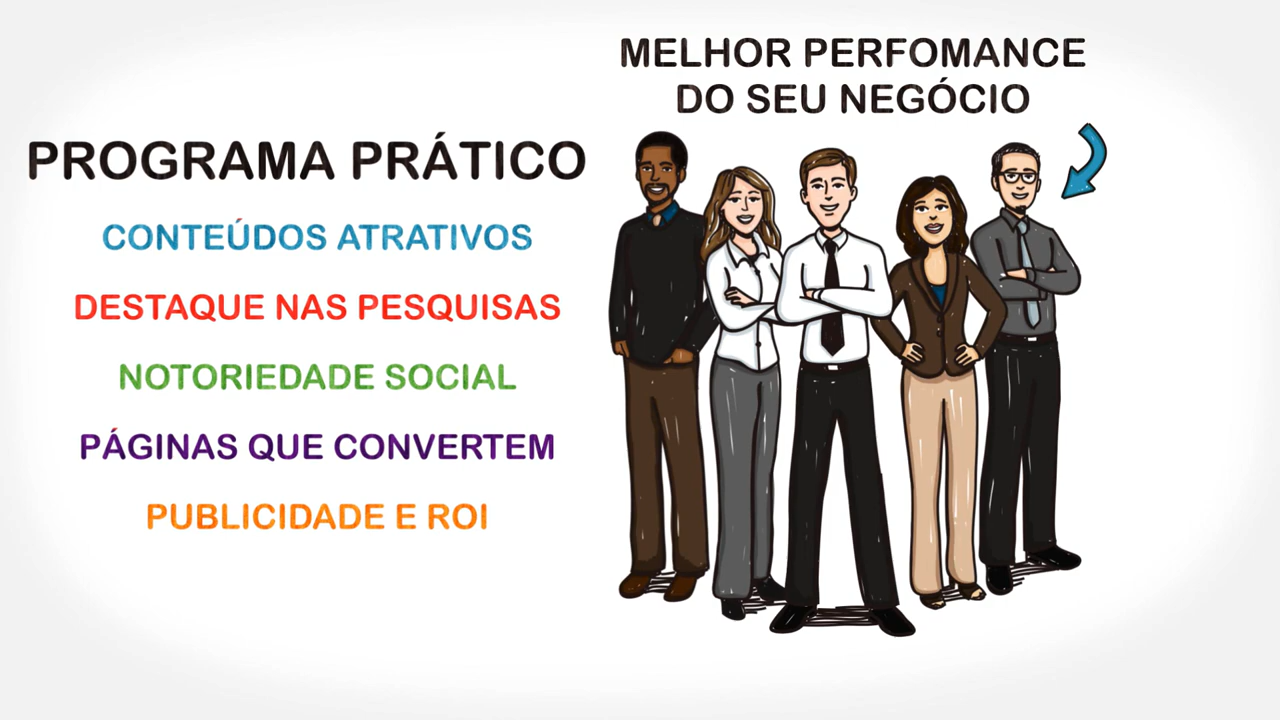 MELHOR PERFOMANCE
DO SEU NEGÓCIO
PROGRAMA PRÁTICO
CONTEÚDOS ATRATIVOS
DESTAQUE NAS PESQUISAS
NOTORIEDADE SOCIAL
PÁGINAS QUE CONVERTEM
PUBLICIDADE E ROI